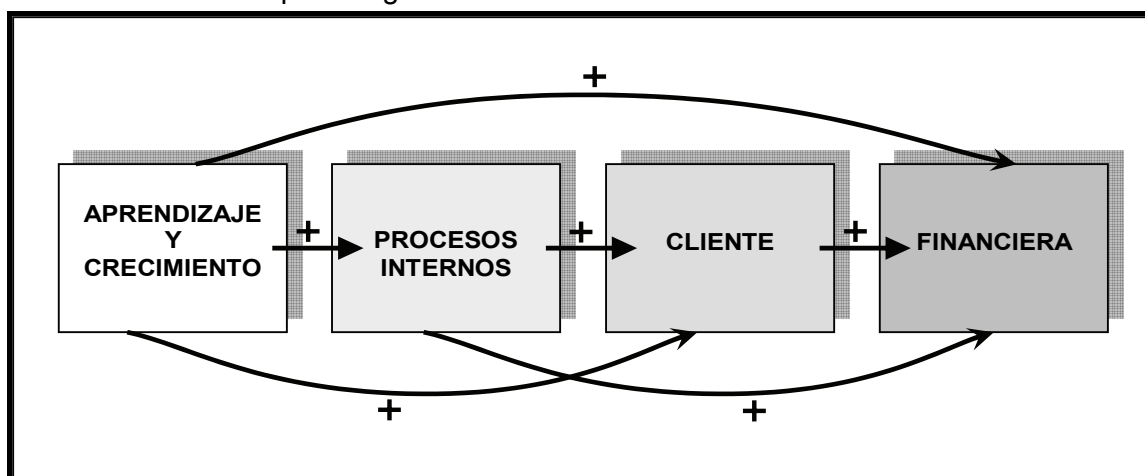 +
APRENDIZAJE
Y
CRECIMIENTO
+
PROCESOS
INTERNOS
+
CLIENTE
+
FINANCIERA
+
+